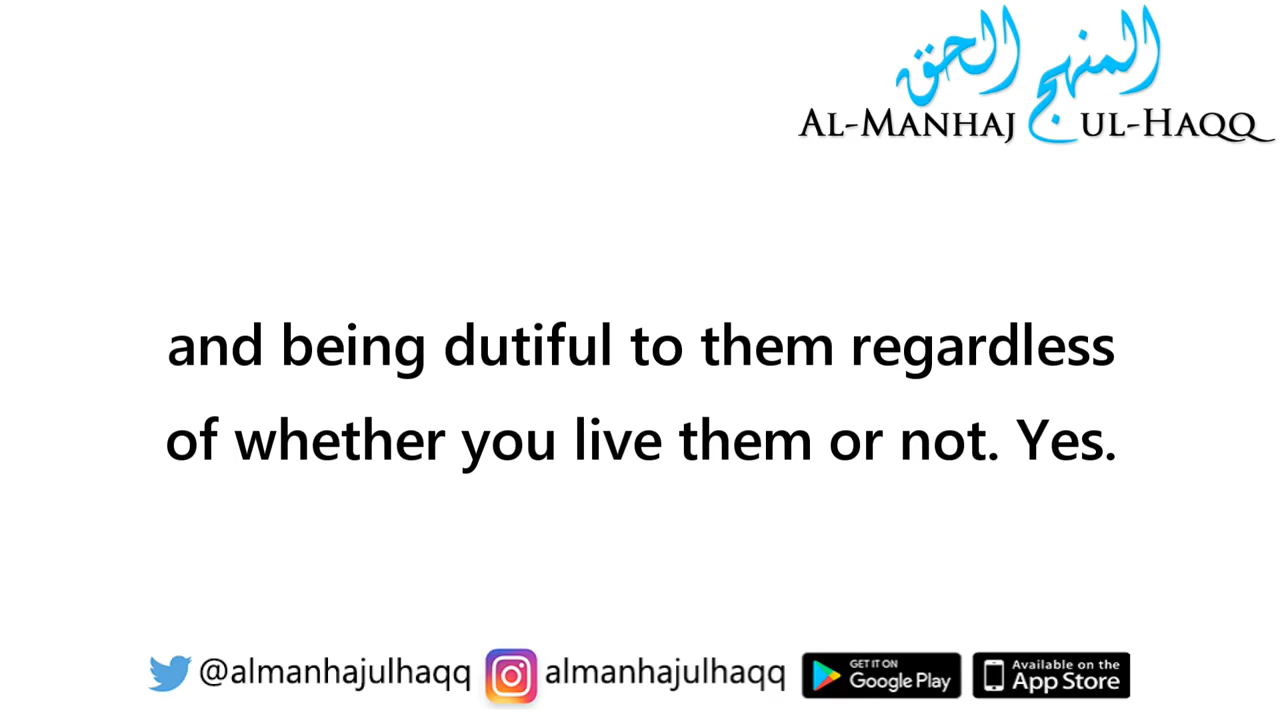 المنهج الحق
AL-MANHAJ UL-HAQQ
and being dutiful to them regardless
of whether you live them or not. Yes.
@almanhajulhaqq almanhajulhaqq GET IT ON Google Play Available on the App Store